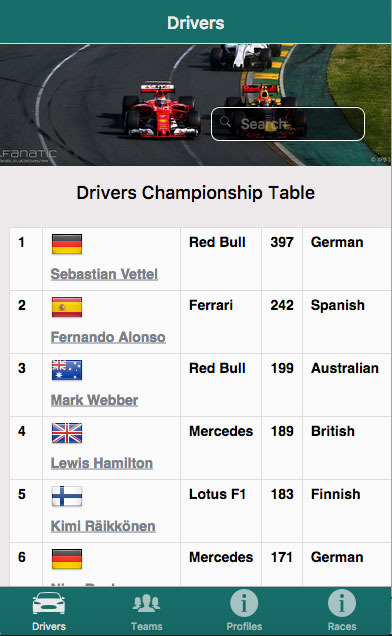 Drivers
Search
FANATIC
© XPB
Drivers Championship Table
1 Red Bull 397 German
Sebastian Vettel
2 Ferrari 242 Spanish
Fernando Alonso
3 Red Bull 199 Australian
Mark Webber
4 Mercedes 189 British
Lewis Hamilton
5 Lotus F1 183 Finnish
Kimi Räikkönen
6 Mercedes 171 German
Drivers Teams Profiles Races